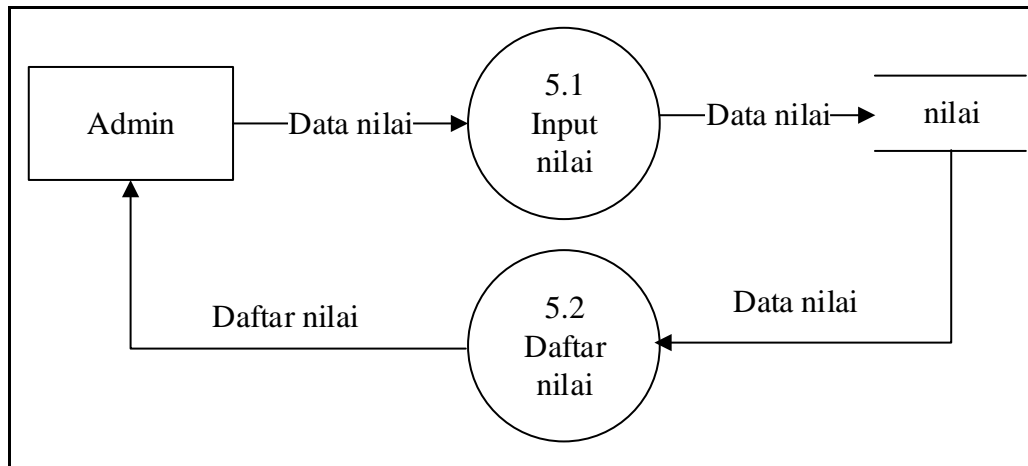 Admin
Data nilai
5.1
Input
nilai
Data nilai
nilai
Daftar nilai
5.2
Daftar
nilai
Data nilai